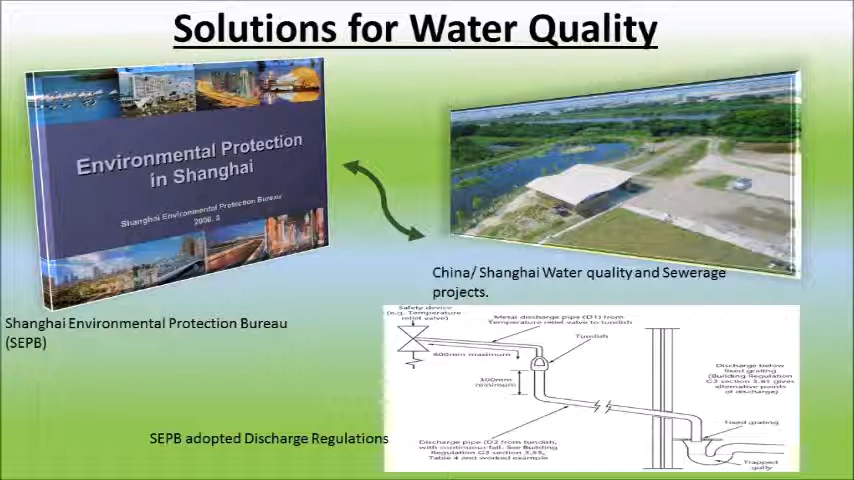 Solutions for Water Quality
Environmental Protection
in Shanghai
Shanghai Environmental Protection Bureau
2006, 3
China/ Shanghai Water quality and Sewerage
projects.
Shanghai Environmental Protection Bureau
(SEPB)
Safety device
(e.g. Temperature
relief valve)
Metal discharge pipe (D1) from
Temperature relief valve to tundish
Tundish
600mm maximum
300mm
minimum
Discharge below
fixed grating
(Building Regulation
G3 section 3.61 gives
alternative points
of discharge)
Fixed grating
SEPB adopted Discharge Regulations
Discharge pipe (D2 from tundish,
with continuous fall. See Building
Regulation G3 section 3.55,
Table 4 and worked example
Trapped
gully